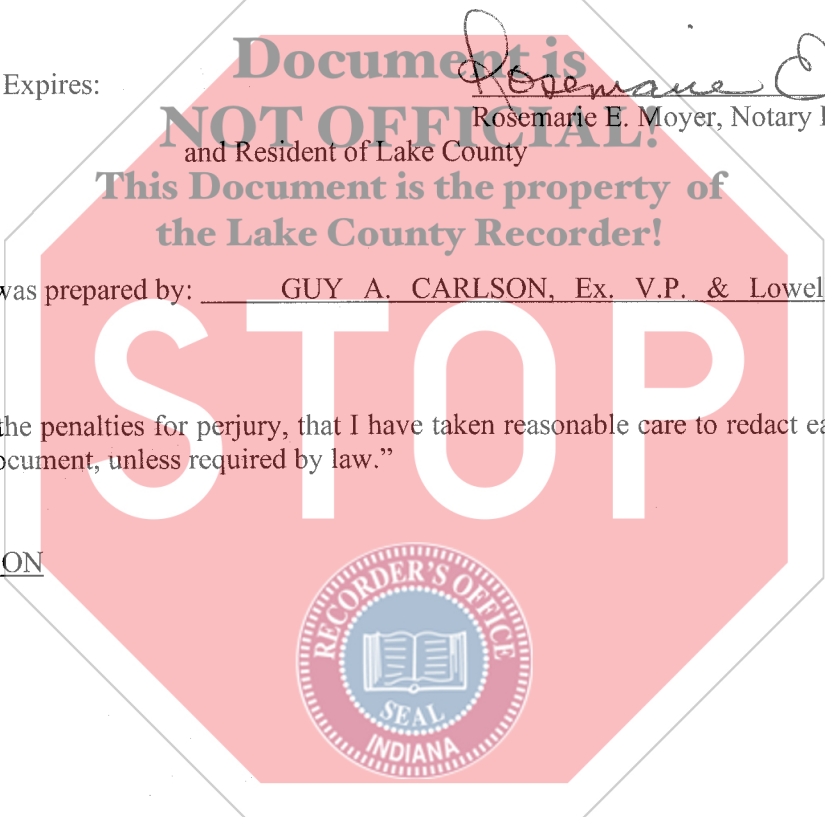 Document is
Expires: Rosemarie E
NOT OFFICIAL!
Rosemarie E. Moyer, Notary
and Resident of Lake County
This Document is the property of
the Lake County Recorder!
was prepared by: GUY A. CARLSON, Ex. V.P. & Lowel
STOP
the penalties for perjury, that I have taken reasonable care to redact ea
ocument, unless required by law.”
ON
RECORDER'S OFFICE
SEAL
INDIANA